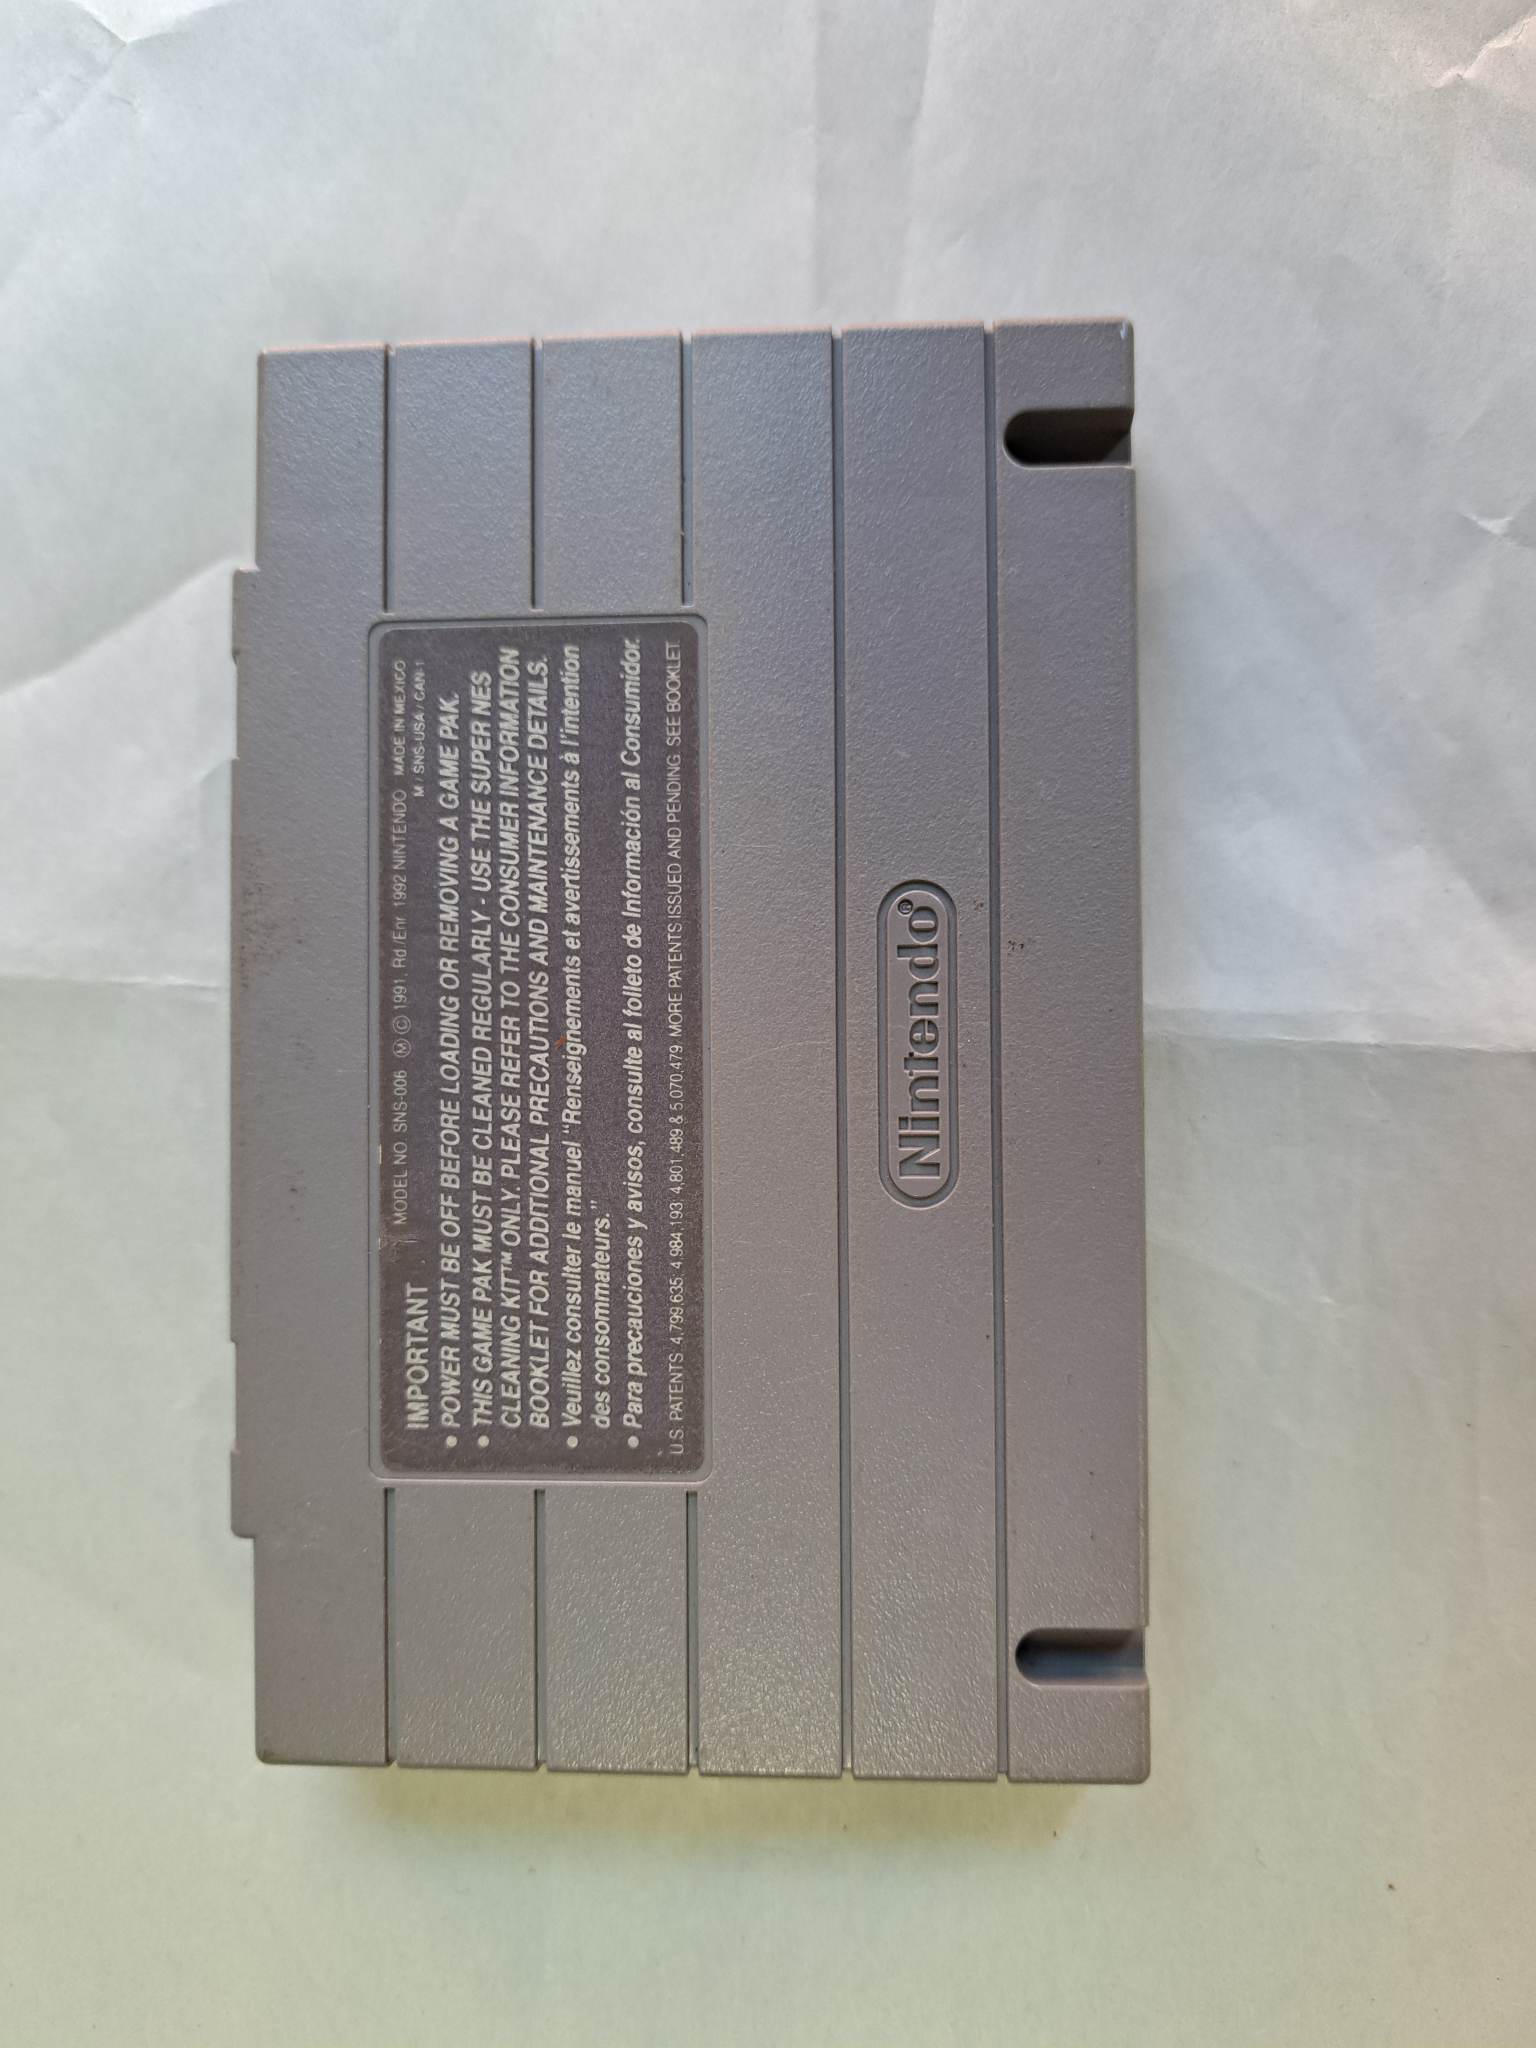 MODEL NO. SNS-006 Ⓜ © 1991, Rd./Enr. 1992 NINTENDO MADE IN MEXICO
IMPORTANT M / SNS-USA / CAN-1
• POWER MUST BE OFF BEFORE LOADING OR REMOVING A GAME PAK.
• THIS GAME PAK MUST BE CLEANED REGULARLY - USE THE SUPER NES
CLEANING KIT™ ONLY. PLEASE REFER TO THE CONSUMER INFORMATION
BOOKLET FOR ADDITIONAL PRECAUTIONS AND MAINTENANCE DETAILS.
• Veuillez consulter le manuel "Renseignements et avertissements à l'intention
des consommateurs."
• Para precauciones y avisos, consulte al folleto de Información al Consumidor.
U.S. PATENTS: 4,799,635; 4,984,193; 4,801,489 & 5,070,479 MORE PATENTS ISSUED AND PENDING. SEE BOOKLET
Nintendo®